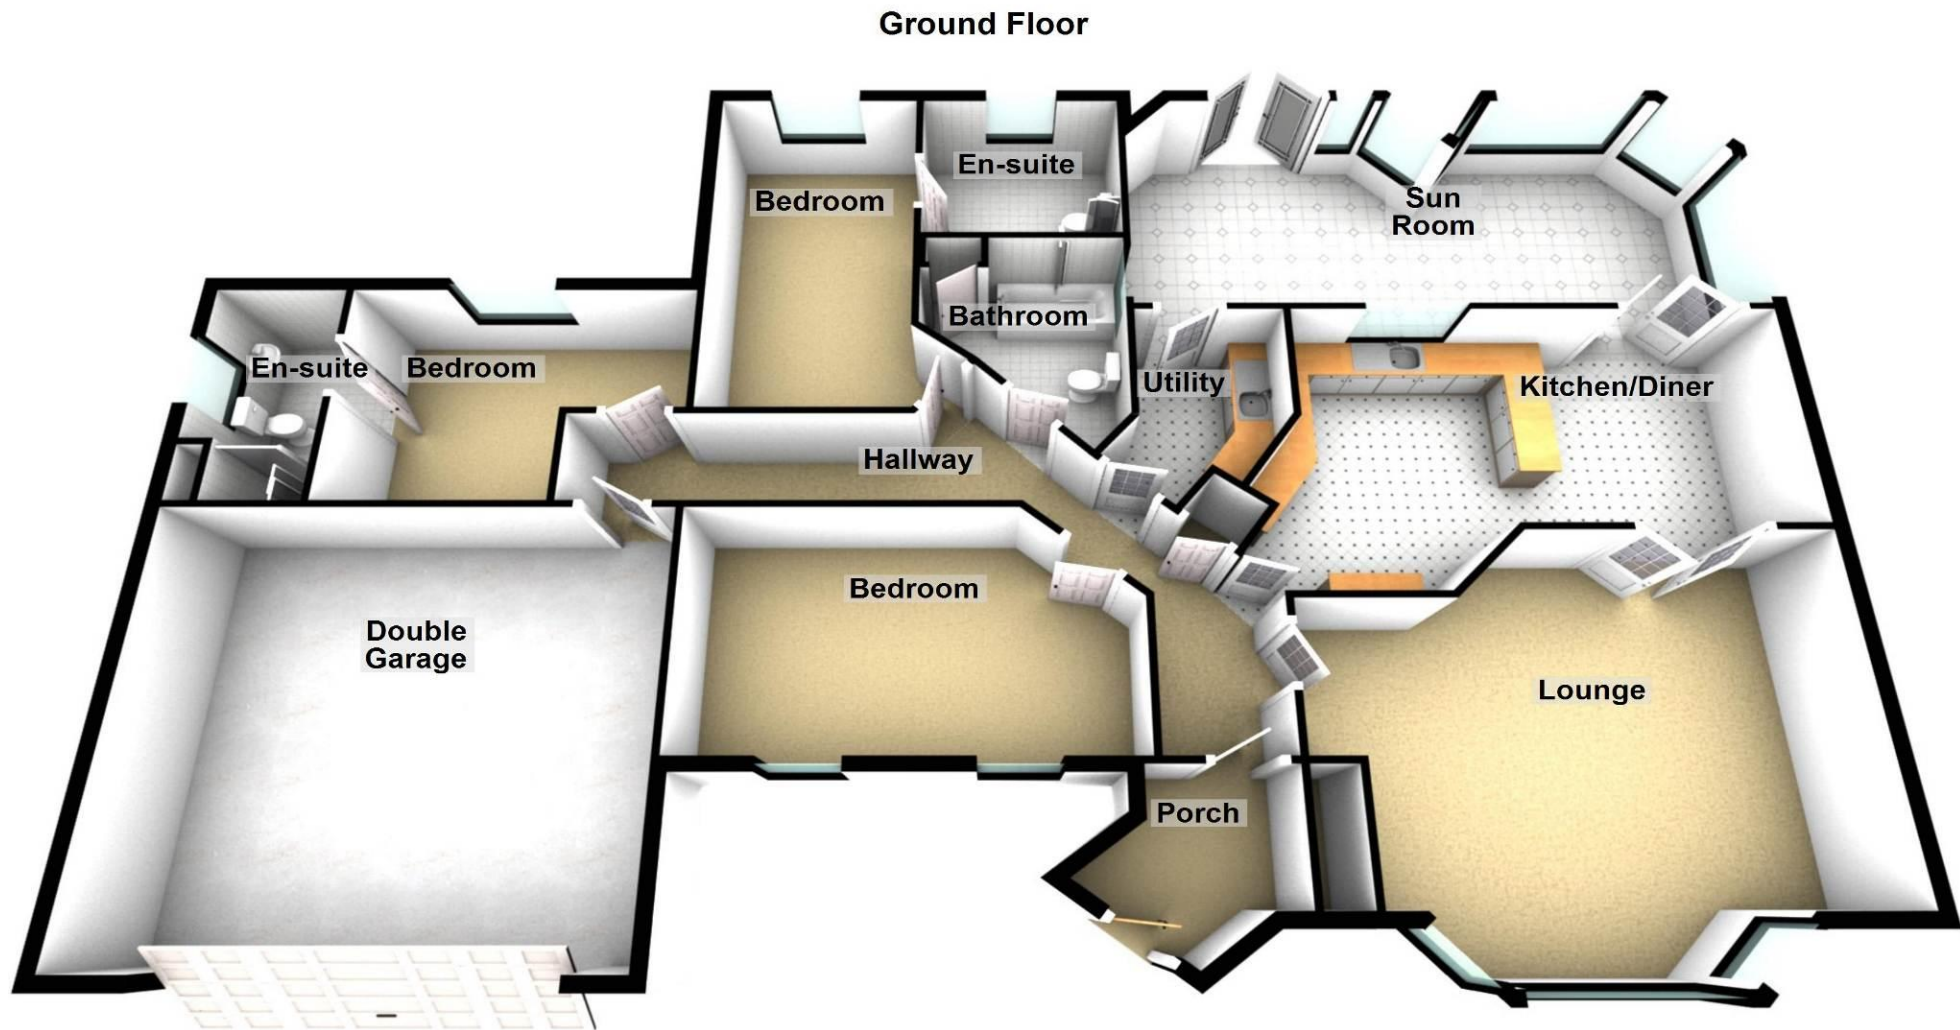 Ground Floor
En-suite
Bedroom
Sun
Room
Bathroom
En-suite
Bedroom
Utility
Kitchen/Diner
Hallway
Bedroom
Double
Garage
Lounge
Porch